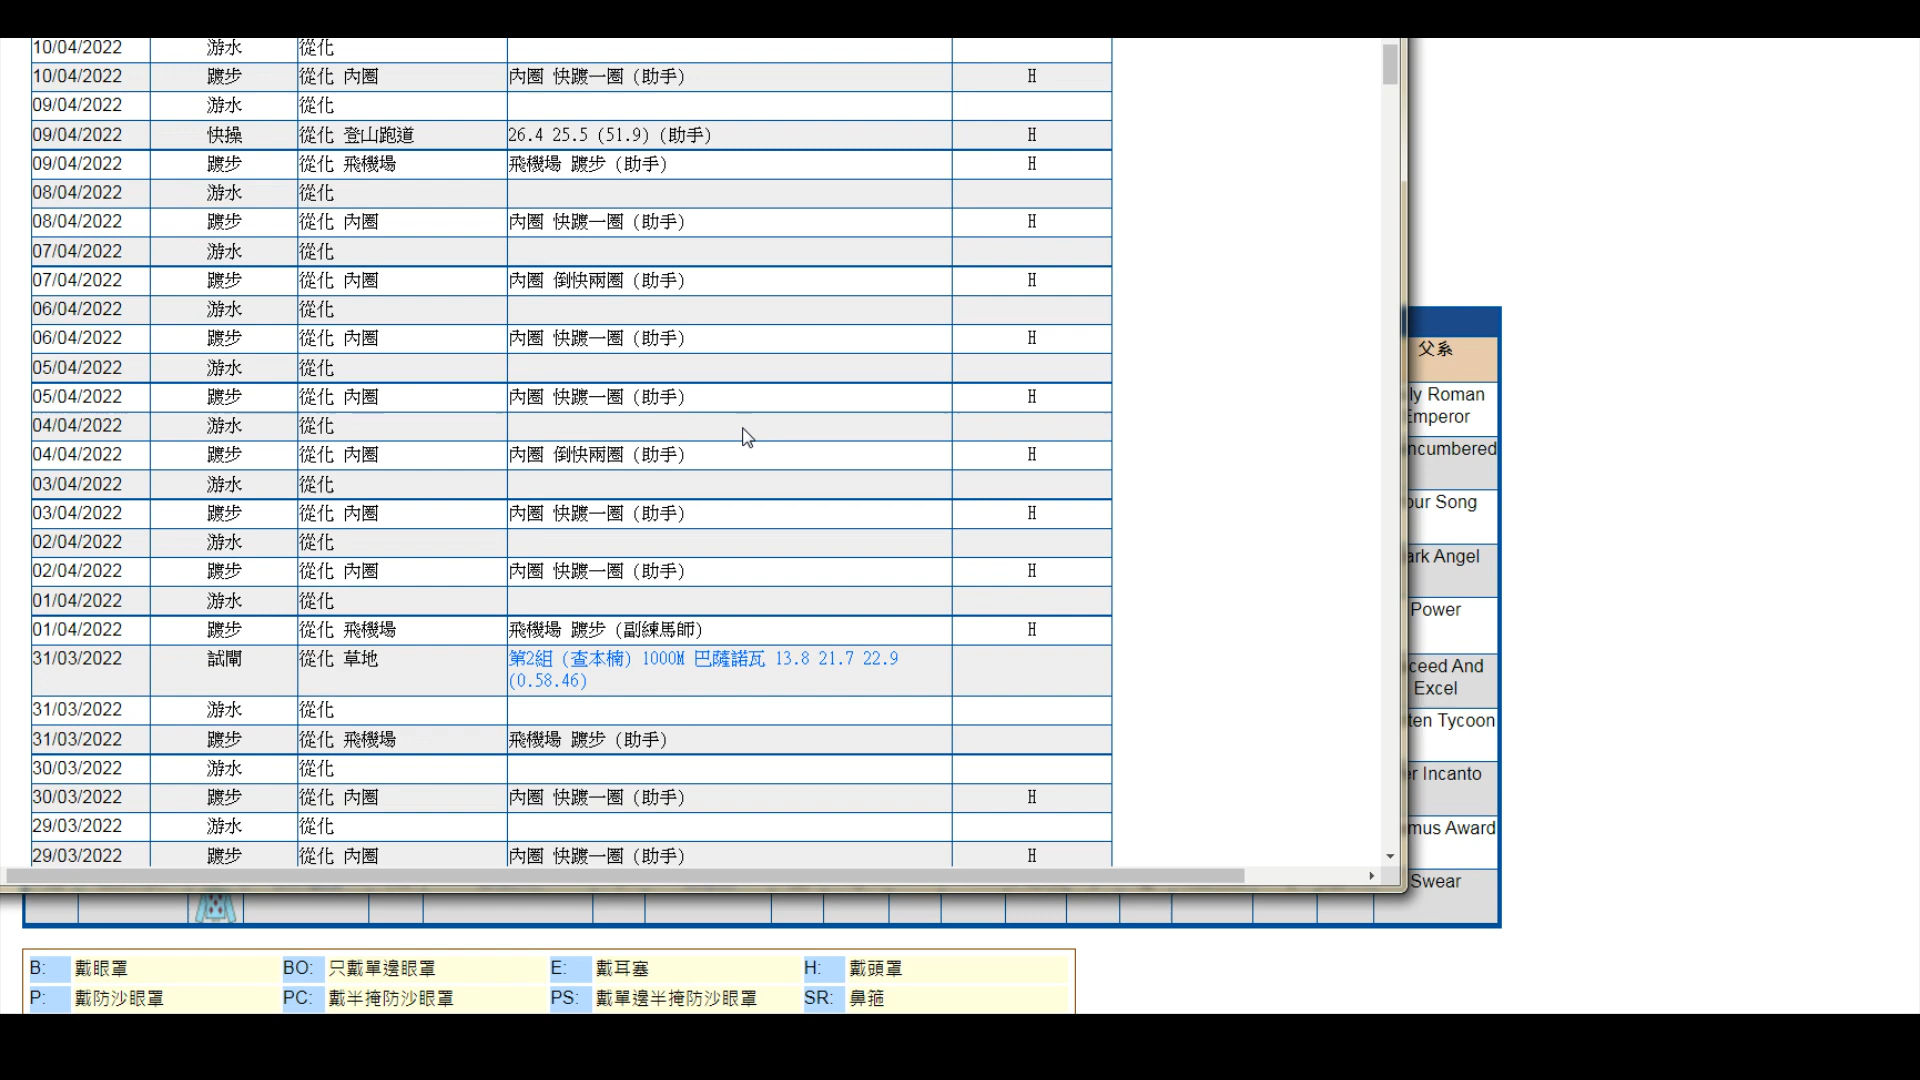 10/04/2022 游水 從化
10/04/2022 踱步 從化 內圈 內圈 快踱一圈 (助手) H
09/04/2022 游水 從化
09/04/2022 快操 從化 登山跑道 26.4 25.5 (51.9) (助手) H
09/04/2022 踱步 從化 飛機場 飛機場 踱步 (助手) H
08/04/2022 游水 從化
08/04/2022 踱步 從化 內圈 內圈 快踱一圈 (助手) H
07/04/2022 游水 從化
07/04/2022 踱步 從化 內圈 內圈 倒快兩圈 (助手) H
06/04/2022 游水 從化
06/04/2022 踱步 從化 內圈 內圈 快踱一圈 (助手) H
05/04/2022 游水 從化
05/04/2022 踱步 從化 內圈 內圈 快踱一圈 (助手) H
04/04/2022 游水 從化
04/04/2022 踱步 從化 內圈 內圈 倒快兩圈 (助手) H
03/04/2022 游水 從化
03/04/2022 踱步 從化 內圈 內圈 快踱一圈 (助手) H
02/04/2022 游水 從化
02/04/2022 踱步 從化 內圈 內圈 快踱一圈 (助手) H
01/04/2022 游水 從化
01/04/2022 踱步 從化 飛機場 飛機場 踱步 (副練馬師) H
31/03/2022 試閘 從化 草地 第2組 (查本楠) 1000M 巴薩諾瓦 13.8 21.7 22.9
(0.58.46)
31/03/2022 游水 從化
31/03/2022 踱步 從化 飛機場 飛機場 踱步 (助手)
30/03/2022 游水 從化
30/03/2022 踱步 從化 內圈 內圈 快踱一圈 (助手) H
29/03/2022 游水 從化
29/03/2022 踱步 從化 內圈 內圈 快踱一圈 (助手) H
父系
ly Roman
Emperor
ncumbered
our Song
ark Angel
Power
ceed And
Excel
ten Tycoon
er Incanto
mus Award
Swear
B: 戴眼罩 BO: 只戴單邊眼罩 E: 戴耳塞 H: 戴頭罩
P: 戴防沙眼罩 PC: 戴半掩防沙眼罩 PS: 戴單邊半掩防沙眼罩 SR: 鼻箍